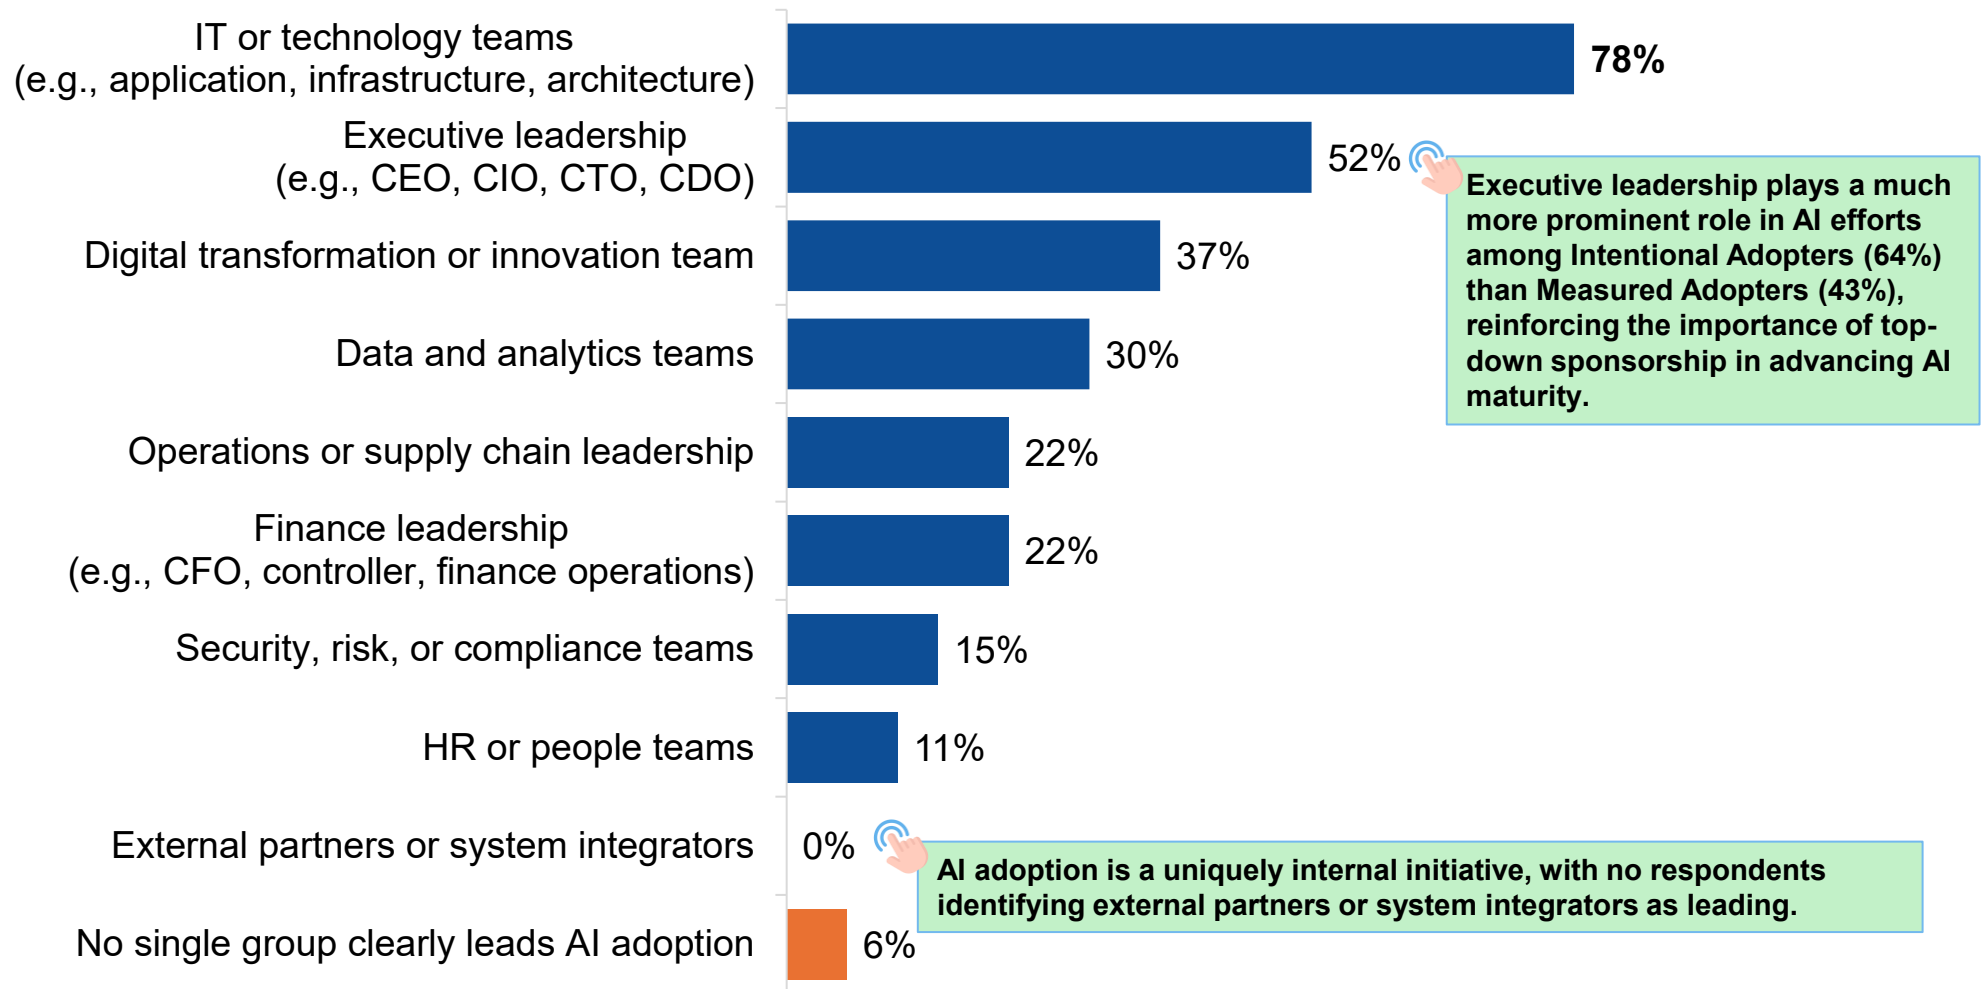 IT or technology teams
(e.g., application, infrastructure, architecture)
78%
Executive leadership
(e.g., CEO, CIO, CTO, CDO)
52%
Executive leadership plays a much
more prominent role in AI efforts
among Intentional Adopters (64%)
than Measured Adopters (43%),
reinforcing the importance of top-
down sponsorship in advancing AI
maturity.
Digital transformation or innovation team
37%
Data and analytics teams
30%
Operations or supply chain leadership
22%
Finance leadership
(e.g., CFO, controller, finance operations)
22%
Security, risk, or compliance teams
15%
HR or people teams
11%
External partners or system integrators
0%
AI adoption is a uniquely internal initiative, with no respondents
identifying external partners or system integrators as leading.
No single group clearly leads AI adoption
6%